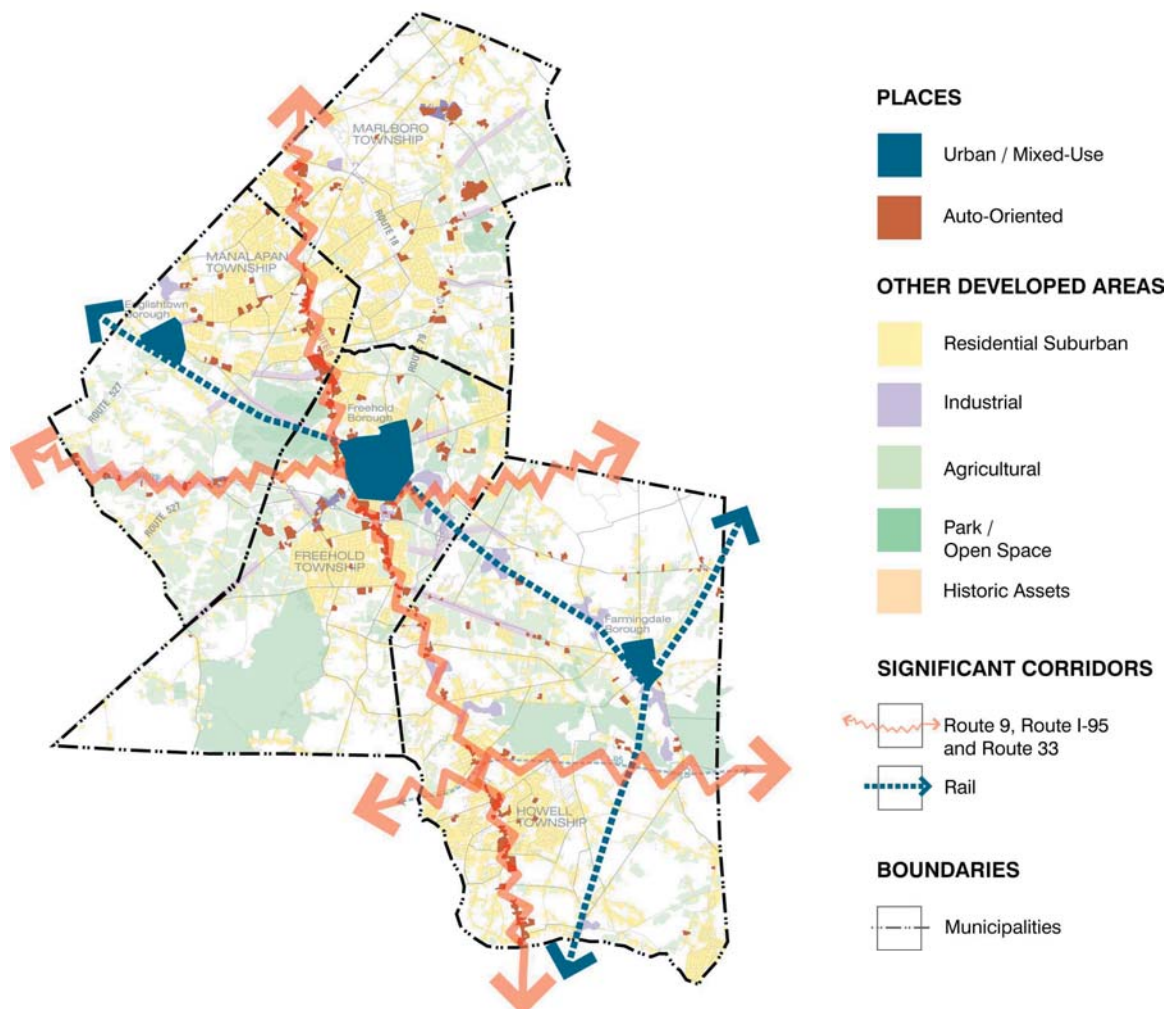 MARLBORO
TOWNSHIP
ROUTE 18
MANALAPAN
TOWNSHIP
Englishtown
Borough
ROUTE 79
ROUTE 527
Freehold
Borough
ROUTE 527
FREEHOLD
TOWNSHIP
Farmingdale
Borough
HOWELL
TOWNSHIP
PLACES
Urban / Mixed-Use
Auto-Oriented
OTHER DEVELOPED AREAS
Residential Suburban
Industrial
Agricultural
Park /
Open Space
Historic Assets
SIGNIFICANT CORRIDORS
Route 9, Route I-95
and Route 33
Rail
BOUNDARIES
Municipalities